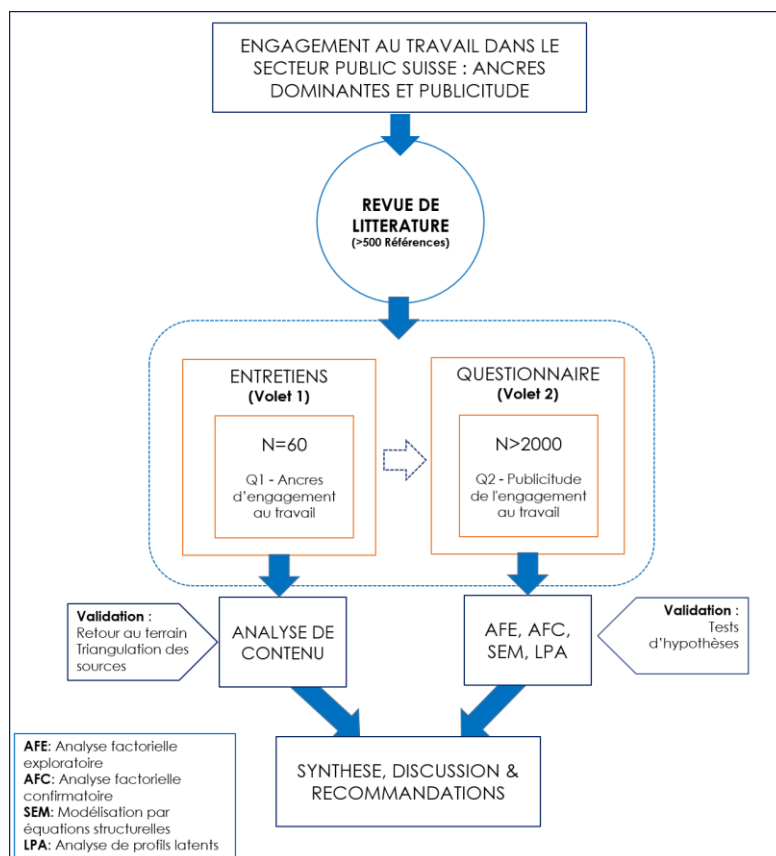 ENGAGEMENT AU TRAVAIL DANS LE
SECTEUR PUBLIC SUISSE : ANCRES
DOMINANTES ET PUBLICITUDE
REVUE DE
LITTERATURE
(>500 Références)
ENTRETIENS
(Volet 1)
N=60
Q1 - Ancres
d'engagement
au travail
QUESTIONNAIRE
(Volet 2)
N>2000
Q2 - Publicitude
de l'engagement
au travail
Validation :
Retour au terrain
Triangulation des
sources
ANALYSE DE
CONTENU
AFE, AFC,
SEM, LPA
Validation :
Tests
d'hypothèses
SYNTHESE, DISCUSSION &
RECOMMANDATIONS
AFE: Analyse factorielle
exploratoire
AFC: Analyse factorielle
confirmatoire
SEM: Modélisation par
équations structurelles
LPA: Analyse de profils latents